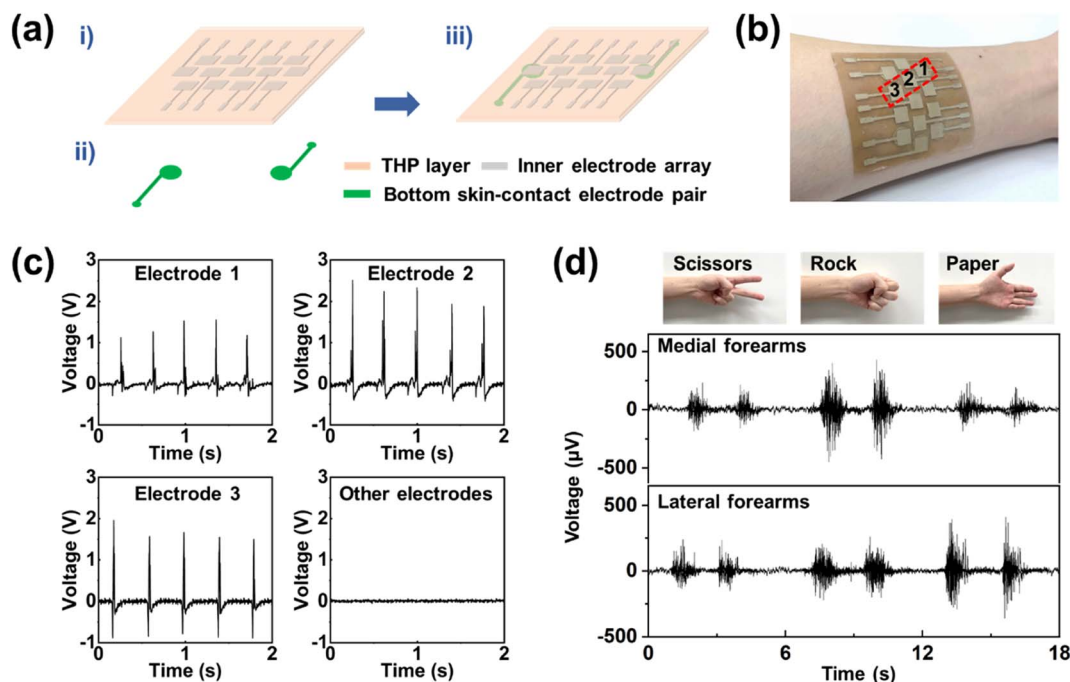 (a)
i)
iii)
ii)
THP layer
Inner electrode array
Bottom skin-contact electrode pair
(b)
1
2
3
(c)
Electrode 1
Voltage (V)
3
2
1
0
-1
0
1
2
Time (s)
Electrode 2
Voltage (V)
3
2
1
0
-1
0
1
2
Time (s)
Electrode 3
Voltage (V)
3
2
1
0
-1
0
1
2
Time (s)
Other electrodes
Voltage (V)
3
2
1
0
-1
0
1
2
Time (s)
(d)
Scissors
Rock
Paper
Medial forearms
500
0
-500
Voltage (μV)
Lateral forearms
500
0
-500
0
6
12
18
Time (s)